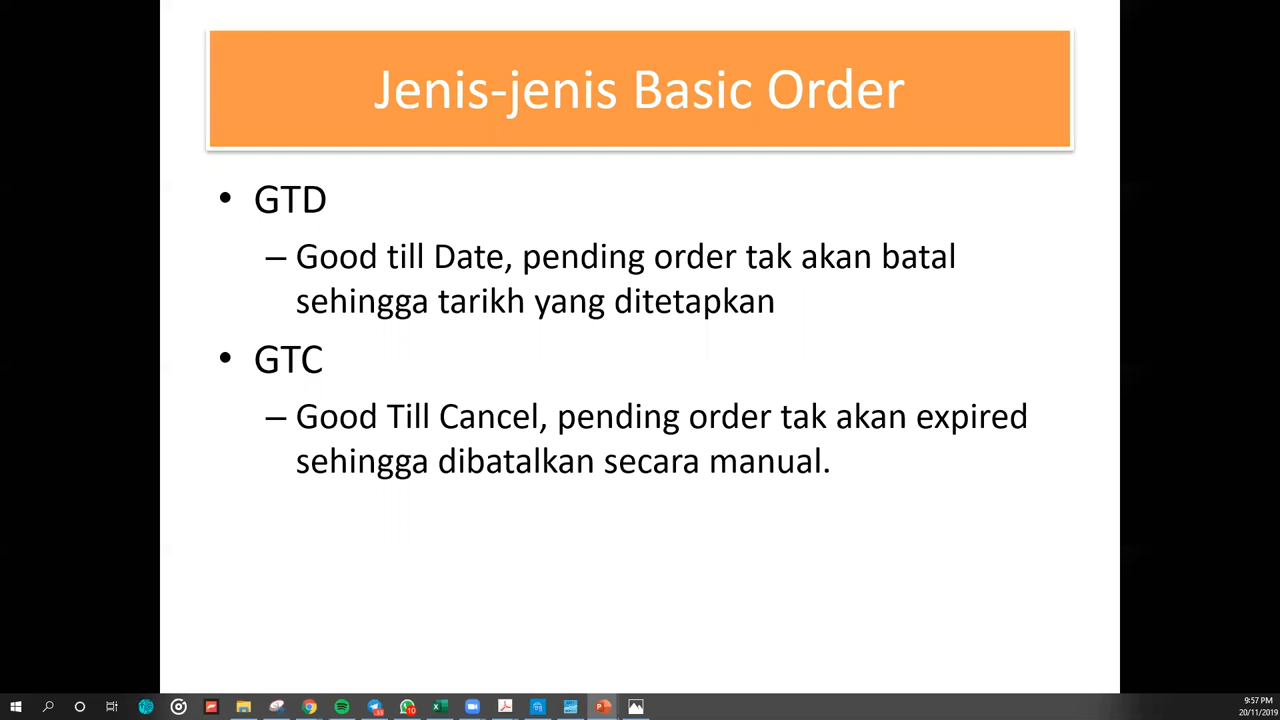 Jenis-jenis Basic Order
• GTD
– Good till Date, pending order tak akan batal
sehingga tarikh yang ditetapkan
• GTC
– Good Till Cancel, pending order tak akan expired
sehingga dibatalkan secara manual.
9:57 PM
20/11/2019